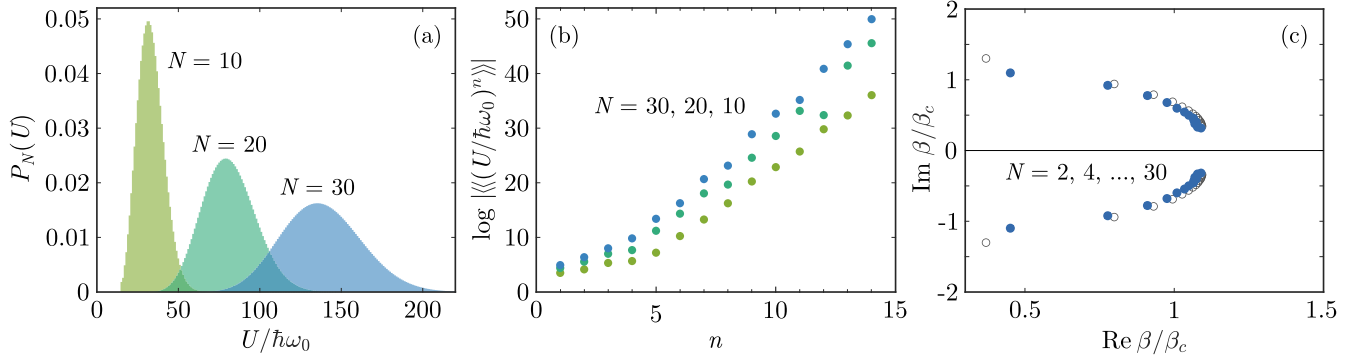 (a)
P_N(U)
0.05
0.04
0.03
0.02
0.01
0
N = 10
N = 20
N = 30
0 50 100 150 200
U/ħω₀
(b)
log |⟨⟨(U/ħω₀)ⁿ⟩⟩|
50
40
30
20
10
0
N = 30, 20, 10
0 5 10 15
n
(c)
Im β/β_c
2
1
0
-1
-2
N = 2, 4, ..., 30
0.5 1 1.5
Re β/β_c